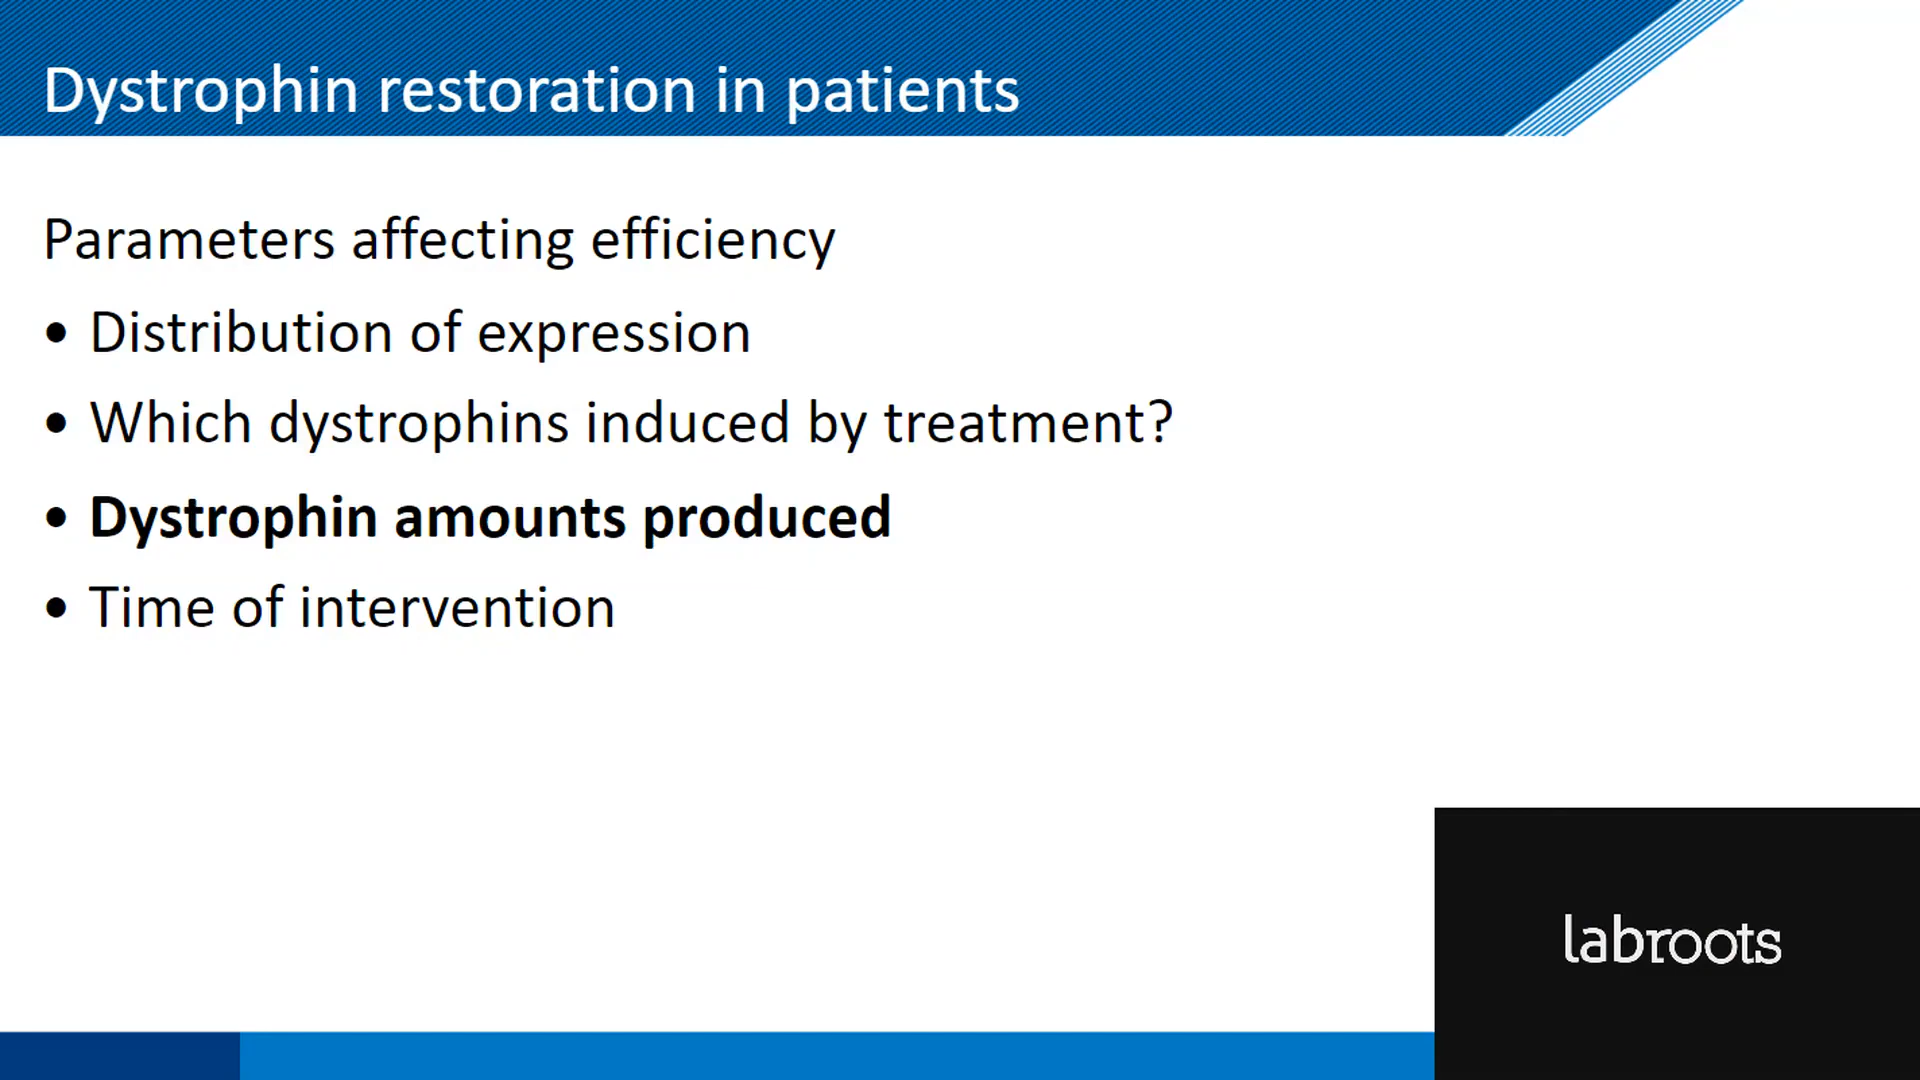 Dystrophin restoration in patients
Parameters affecting efficiency
• Distribution of expression
• Which dystrophins induced by treatment?
• Dystrophin amounts produced
• Time of intervention
labroots